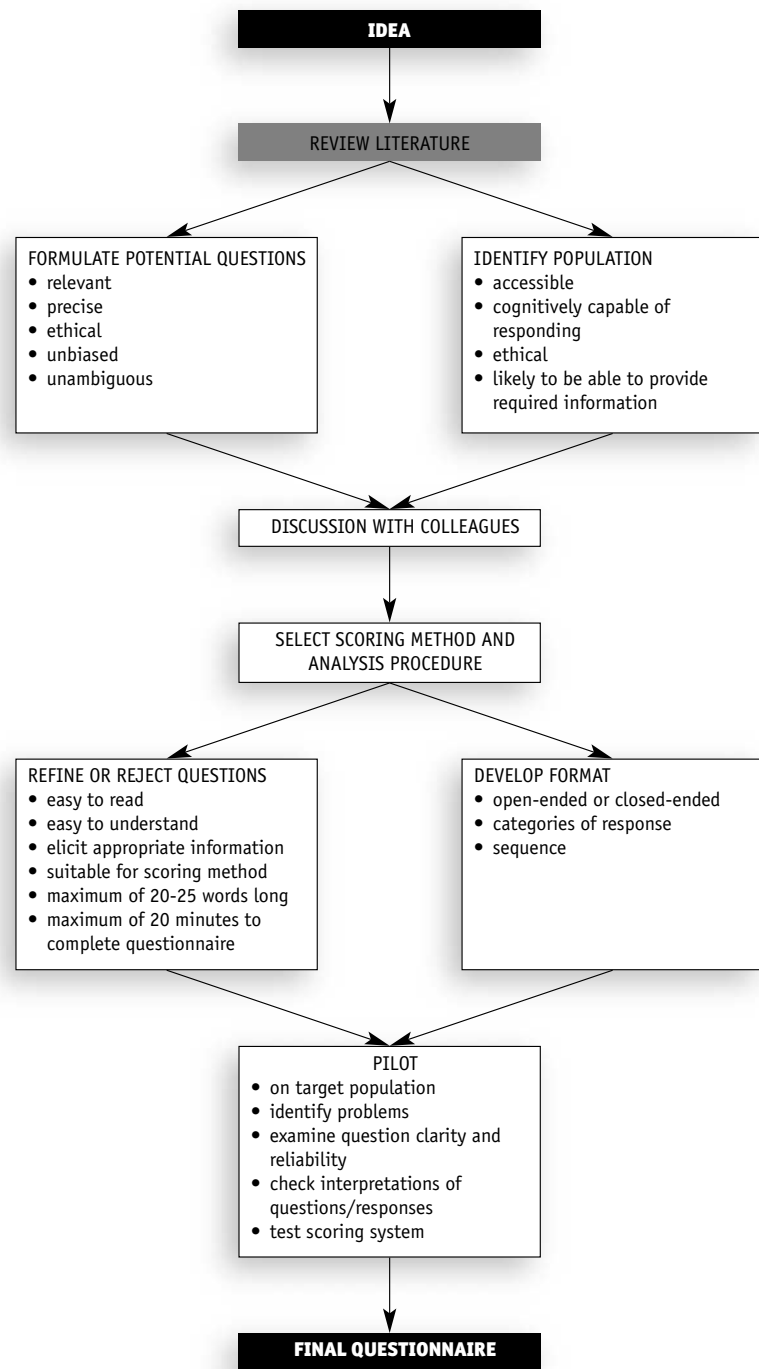 IDEA
REVIEW LITERATURE
FORMULATE POTENTIAL QUESTIONS
• relevant
• precise
• ethical
• unbiased
• unambiguous
IDENTIFY POPULATION
• accessible
• cognitively capable of
responding
• ethical
• likely to be able to provide
required information
DISCUSSION WITH COLLEAGUES
SELECT SCORING METHOD AND
ANALYSIS PROCEDURE
REFINE OR REJECT QUESTIONS
• easy to read
• easy to understand
• elicit appropriate information
• suitable for scoring method
• maximum of 20-25 words long
• maximum of 20 minutes to
complete questionnaire
DEVELOP FORMAT
• open-ended or closed-ended
• categories of response
• sequence
PILOT
• on target population
• identify problems
• examine question clarity and
reliability
• check interpretations of
questions/responses
• test scoring system
FINAL QUESTIONNAIRE